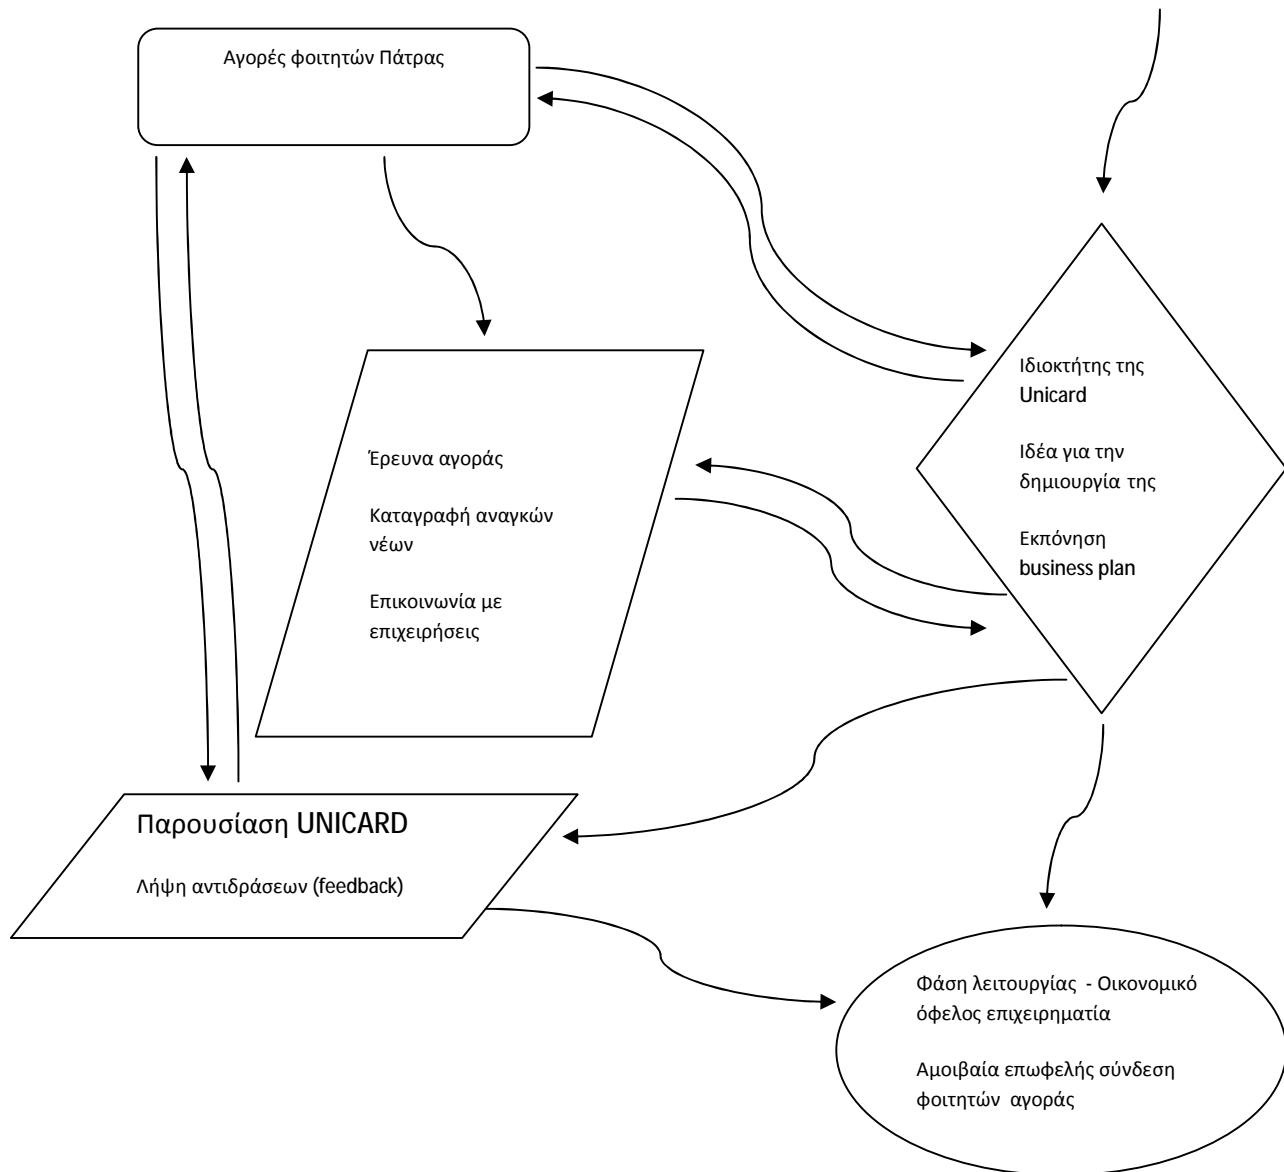 Αγορές φοιτητών Πάτρας
Ιδιοκτήτης της
Unicard
Ιδέα για την
δημιουργία της
Εκπόνηση
business plan
Έρευνα αγοράς
Καταγραφή αναγκών
νέων
Επικοινωνία με
επιχειρήσεις
Παρουσίαση UNICARD
Λήψη αντιδράσεων (feedback)
Φάση λειτουργίας - Οικονομικό
όφελος επιχειρηματία
Αμοιβαία επωφελής σύνδεση
φοιτητών αγοράς